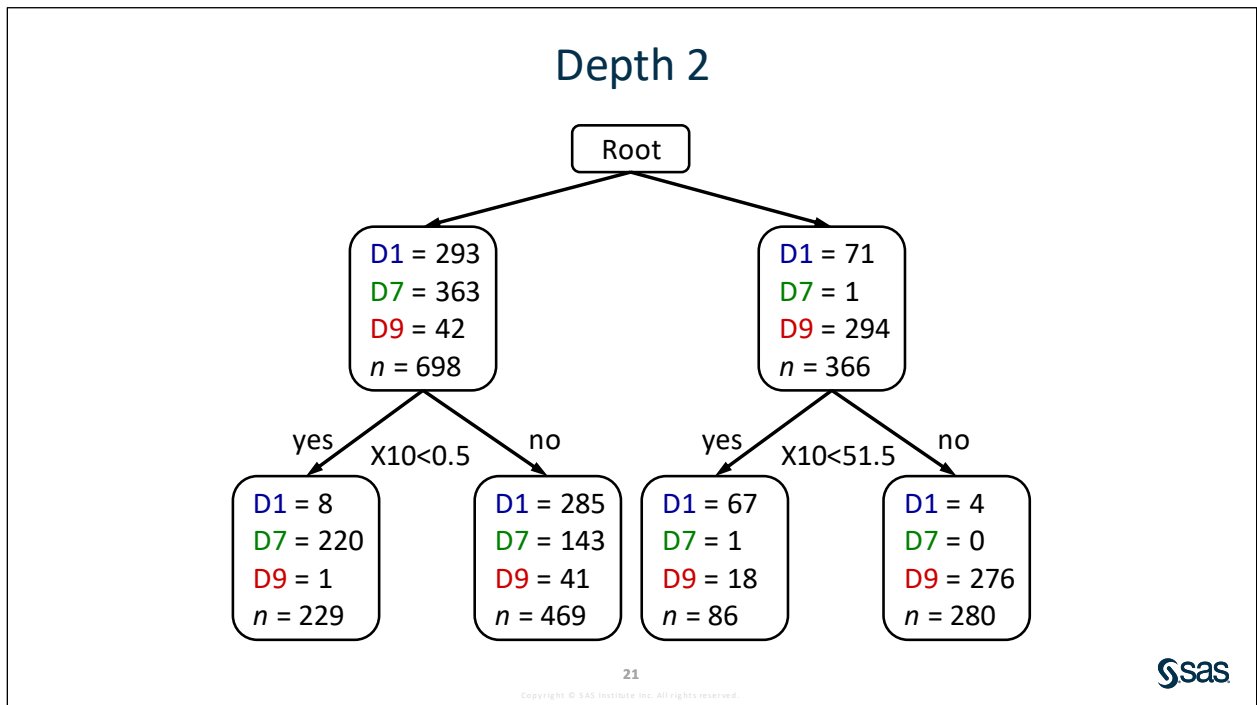 Depth 2
Root
D1 = 293
D7 = 363
D9 = 42
n = 698
D1 = 71
D7 = 1
D9 = 294
n = 366
yes
X10<0.5
no
yes
X10<51.5
no
D1 = 8
D7 = 220
D9 = 1
n = 229
D1 = 285
D7 = 143
D9 = 41
n = 469
D1 = 67
D7 = 1
D9 = 18
n = 86
D1 = 4
D7 = 0
D9 = 276
n = 280
21
Copyright © SAS Institute Inc. All rights reserved.
sas